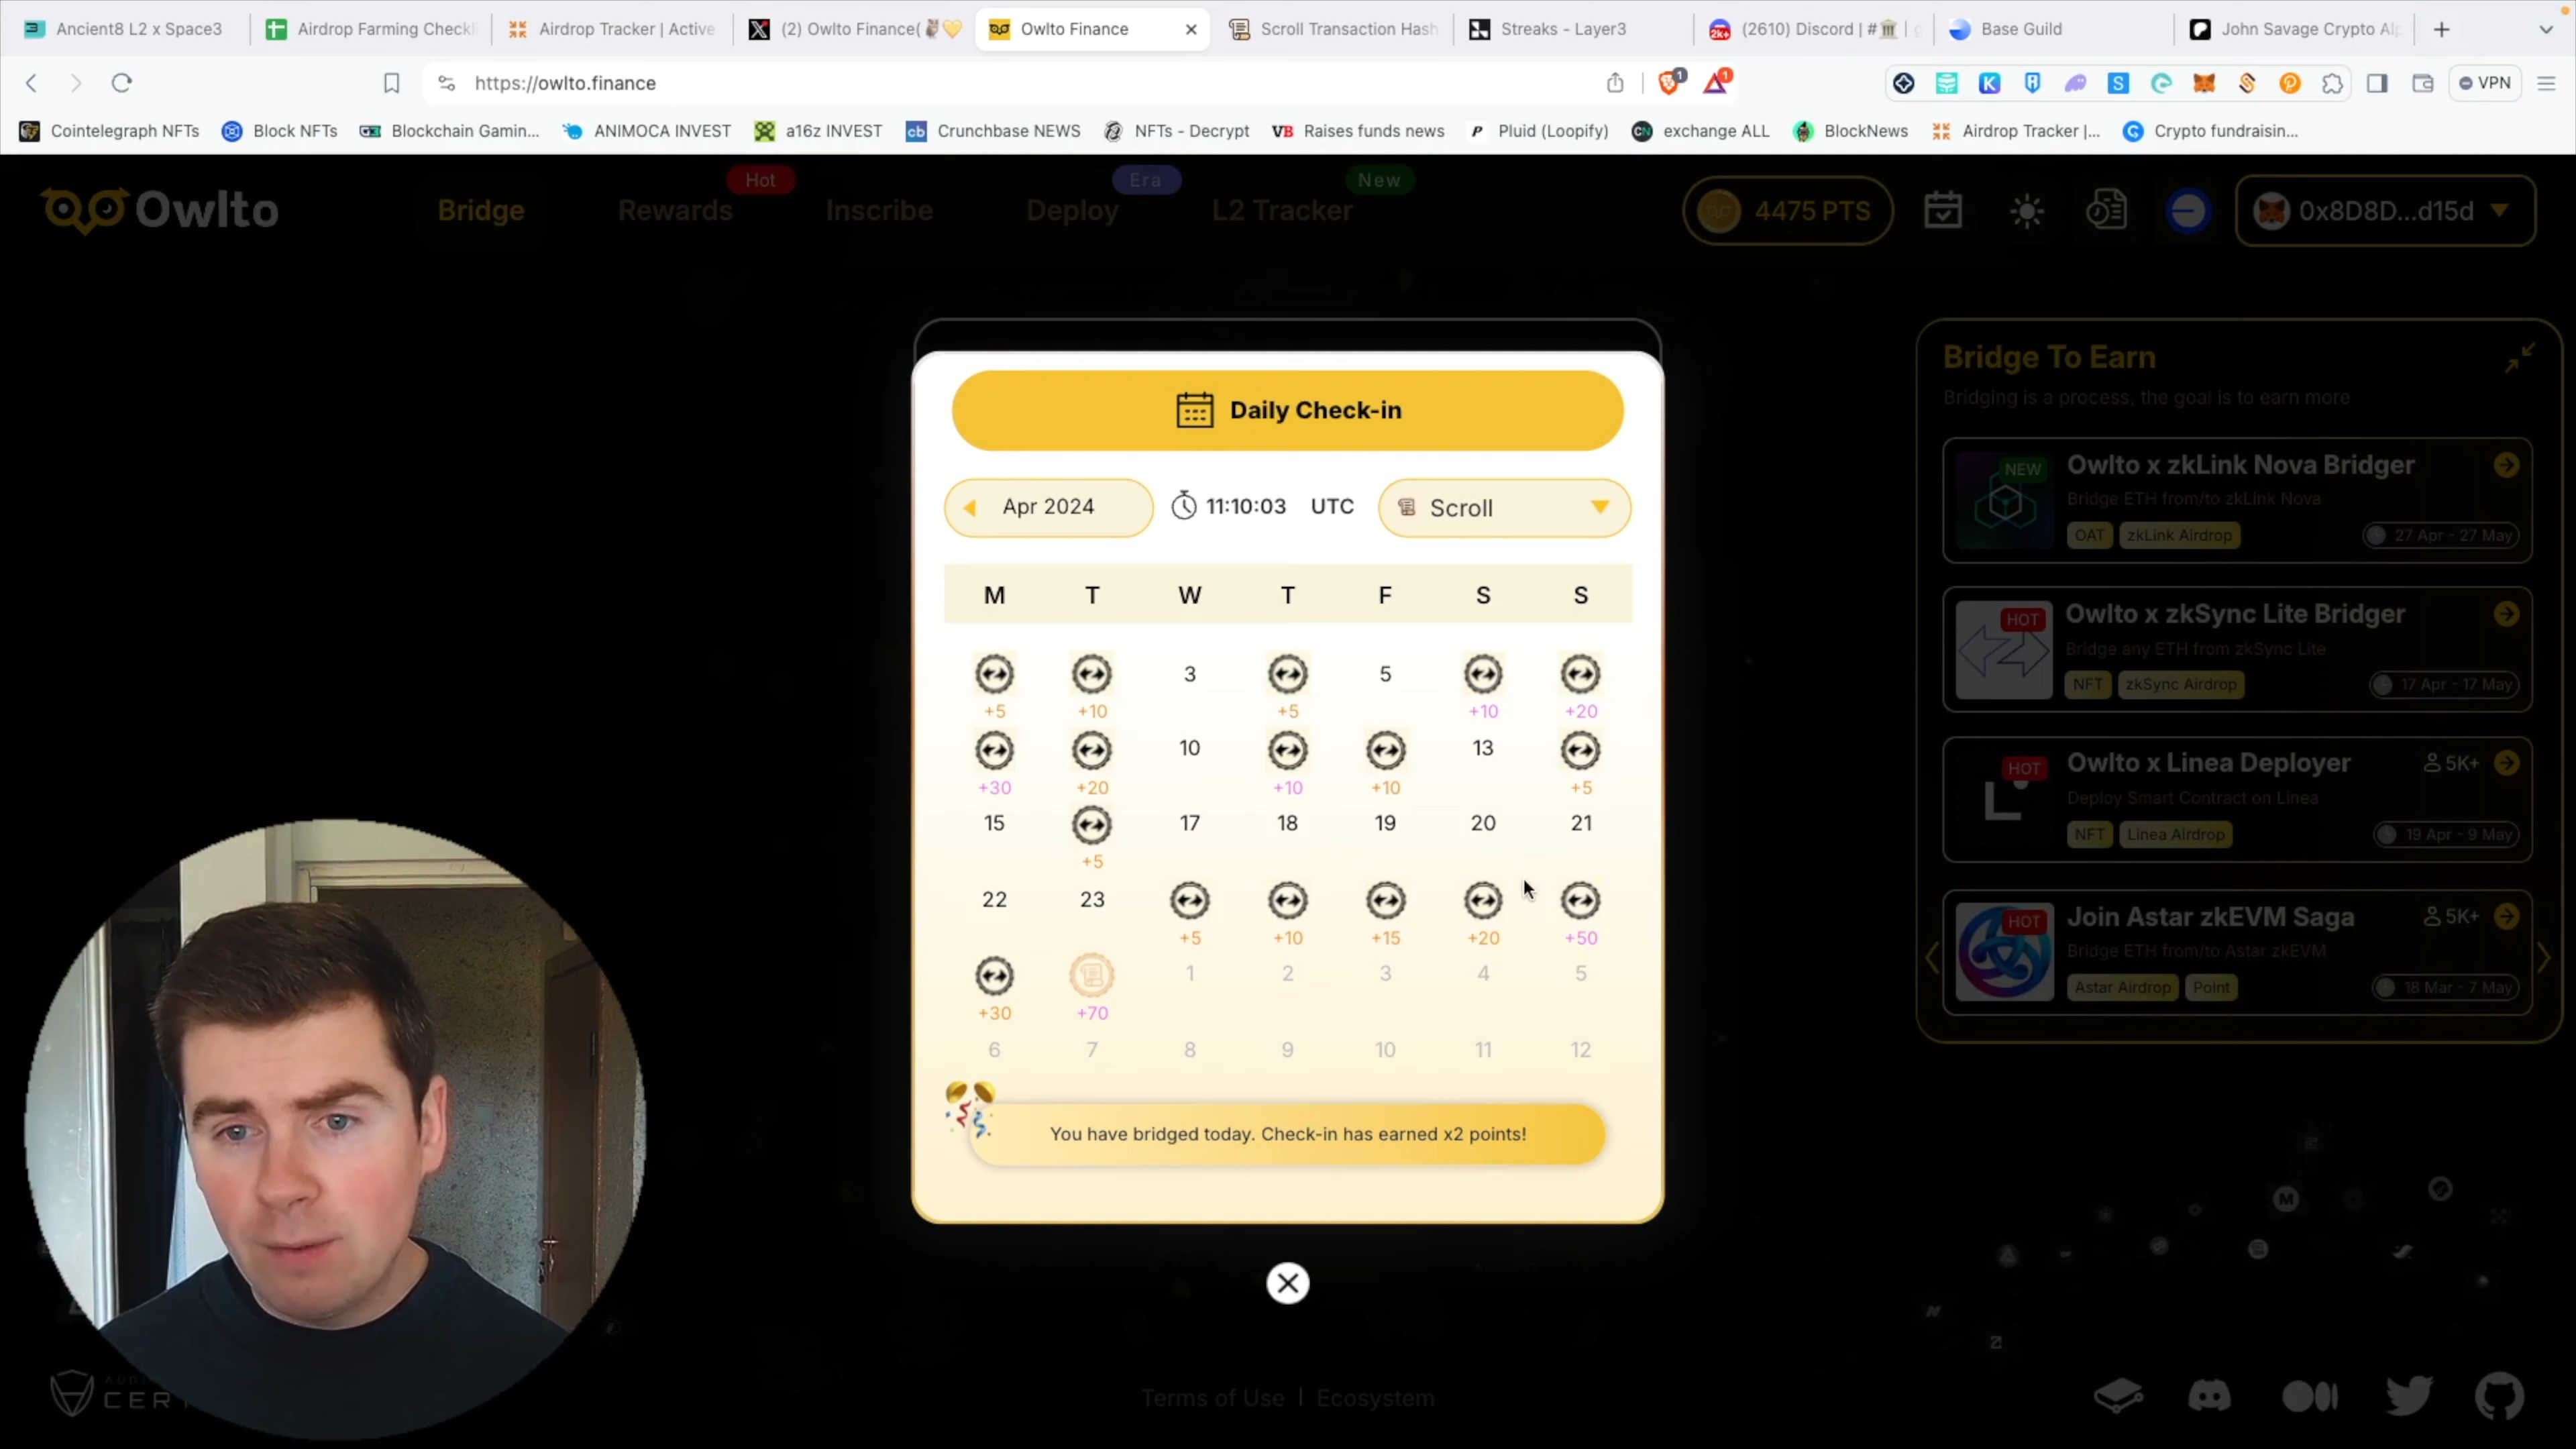 Ancient8 L2 x Space3
Airdrop Farming Checkl
Airdrop Tracker | Active
(2) Owlto Finance(🦉💛
Owlto Finance
Scroll Transaction Hash
Streaks - Layer3
(2610) Discord | #🏛️ | g
Base Guild
John Savage Crypto Alp
https://owlto.finance
1
1
VPN
Cointelegraph NFTs
Block NFTs
Blockchain Gamin...
ANIMOCA INVEST
a16z INVEST
Crunchbase NEWS
NFTs - Decrypt
Raises funds news
Pluid (Loopify)
exchange ALL
BlockNews
Airdrop Tracker |...
Crypto fundraisin...
Owlto
Bridge
Hot
Rewards
Inscribe
Era
Deploy
New
L2 Tracker
4475 PTS
0x8D8D...d15d
Daily Check-in
Apr 2024
11:10:03 UTC
Scroll
M T W T F S S
3 5
+5 +10 +5 +10 +20
10 13
+30 +20 +10 +10 +5
15 17 18 19 20 21
+5
22 23
+5 +10 +15 +20 +50
1 2 3 4 5
+30 +70
6 7 8 9 10 11 12
You have bridged today. Check-in has earned x2 points!
Bridge To Earn
Bridging is a process, the goal is to earn more
NEW
Owlto x zkLink Nova Bridger
Bridge ETH from/to zkLink Nova
OAT zkLink Airdrop 27 Apr - 27 May
HOT
Owlto x zkSync Lite Bridger
Bridge any ETH from zkSync Lite
NFT zkSync Airdrop 17 Apr - 17 May
HOT
Owlto x Linea Deployer 5K+
Deploy Smart Contract on Linea
NFT Linea Airdrop 19 Apr - 9 May
HOT
Join Astar zkEVM Saga 5K+
Bridge ETH from/to Astar zkEVM
Astar Airdrop Point 18 Mar - 7 May
Terms of Use | Ecosystem